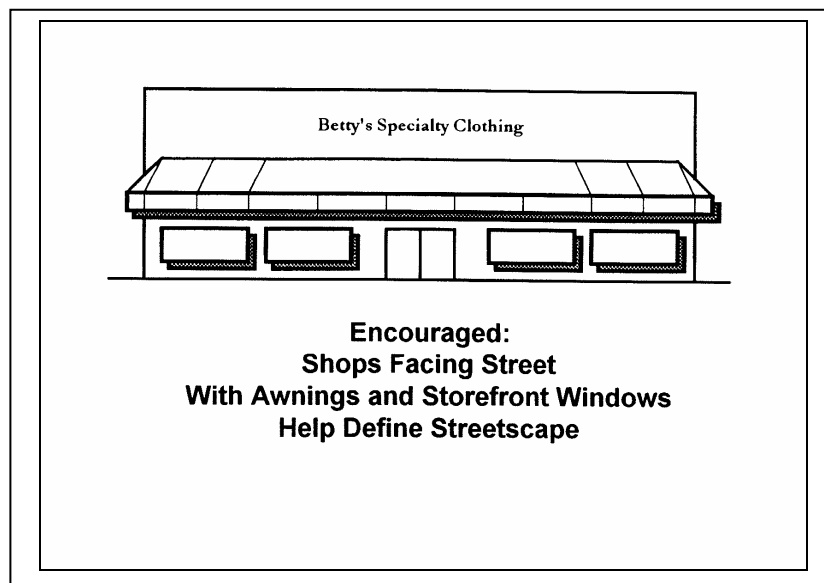 Betty's Specialty Clothing
Encouraged:
Shops Facing Street
With Awnings and Storefront Windows
Help Define Streetscape